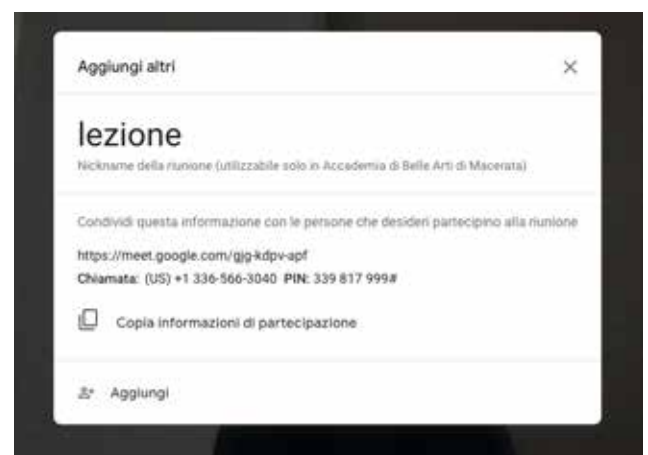 Aggiungi altri
lezione
Nickname della riunione (utilizzabile solo in Accademia di Belle Arti di Macerata)
Condividi questa informazione con le persone che desideri partecipino alla riunione
https://meet.google.com/gjg-kdpv-apf
Chiamata: (US) +1 336-566-3040 PIN: 339 817 999#
Copia informazioni di partecipazione
Aggiungi